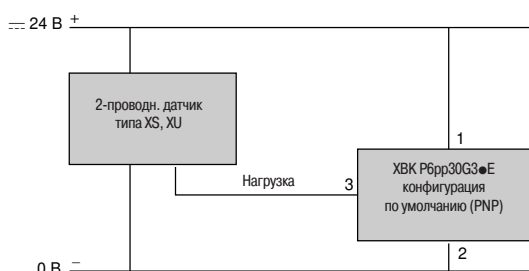 24 В +
2-проводн. датчик
типа XS, XU
1
Нагрузка
3
XBK P6pp30G3●E
конфигурация
по умолчанию (PNP)
2
0 В –